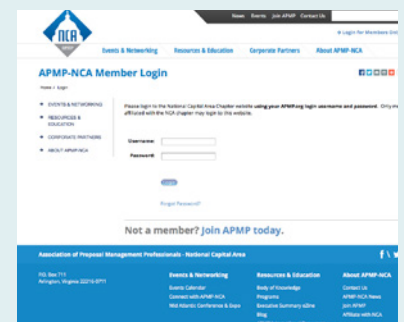 News Events Join APMP Contact Us
Login for Members Onl
NCA
APMP
Events & Networking Resources & Education Corporate Partners About APMP-NCA
APMP-NCA Member Login
Home > Login
EVENTS & NETWORKING
RESOURCES &
EDUCATION
CORPORATE PARTNERS
ABOUT APMP-NCA
Please login to the National Capital Area Chapter website using your APMP.org login username and password. Only me
affiliated with the NCA chapter may login to this website.
Username:
Password:
Login
Forgot Password?
Not a member? Join APMP today.
Association of Proposal Management Professionals - National Capital Area
P.O. Box 711
Arlington, Virginia 22216-0711
Events & Networking
Events Calendar
Connect with APMP-NCA
Mid Atlantic Conference & Expo
Resources & Education
Body of Knowledge
Programs
Executive Summary eZine
Blog
About APMP-NCA
Contact Us
APMP-NCA News
Join APMP
Affiliate with NCA